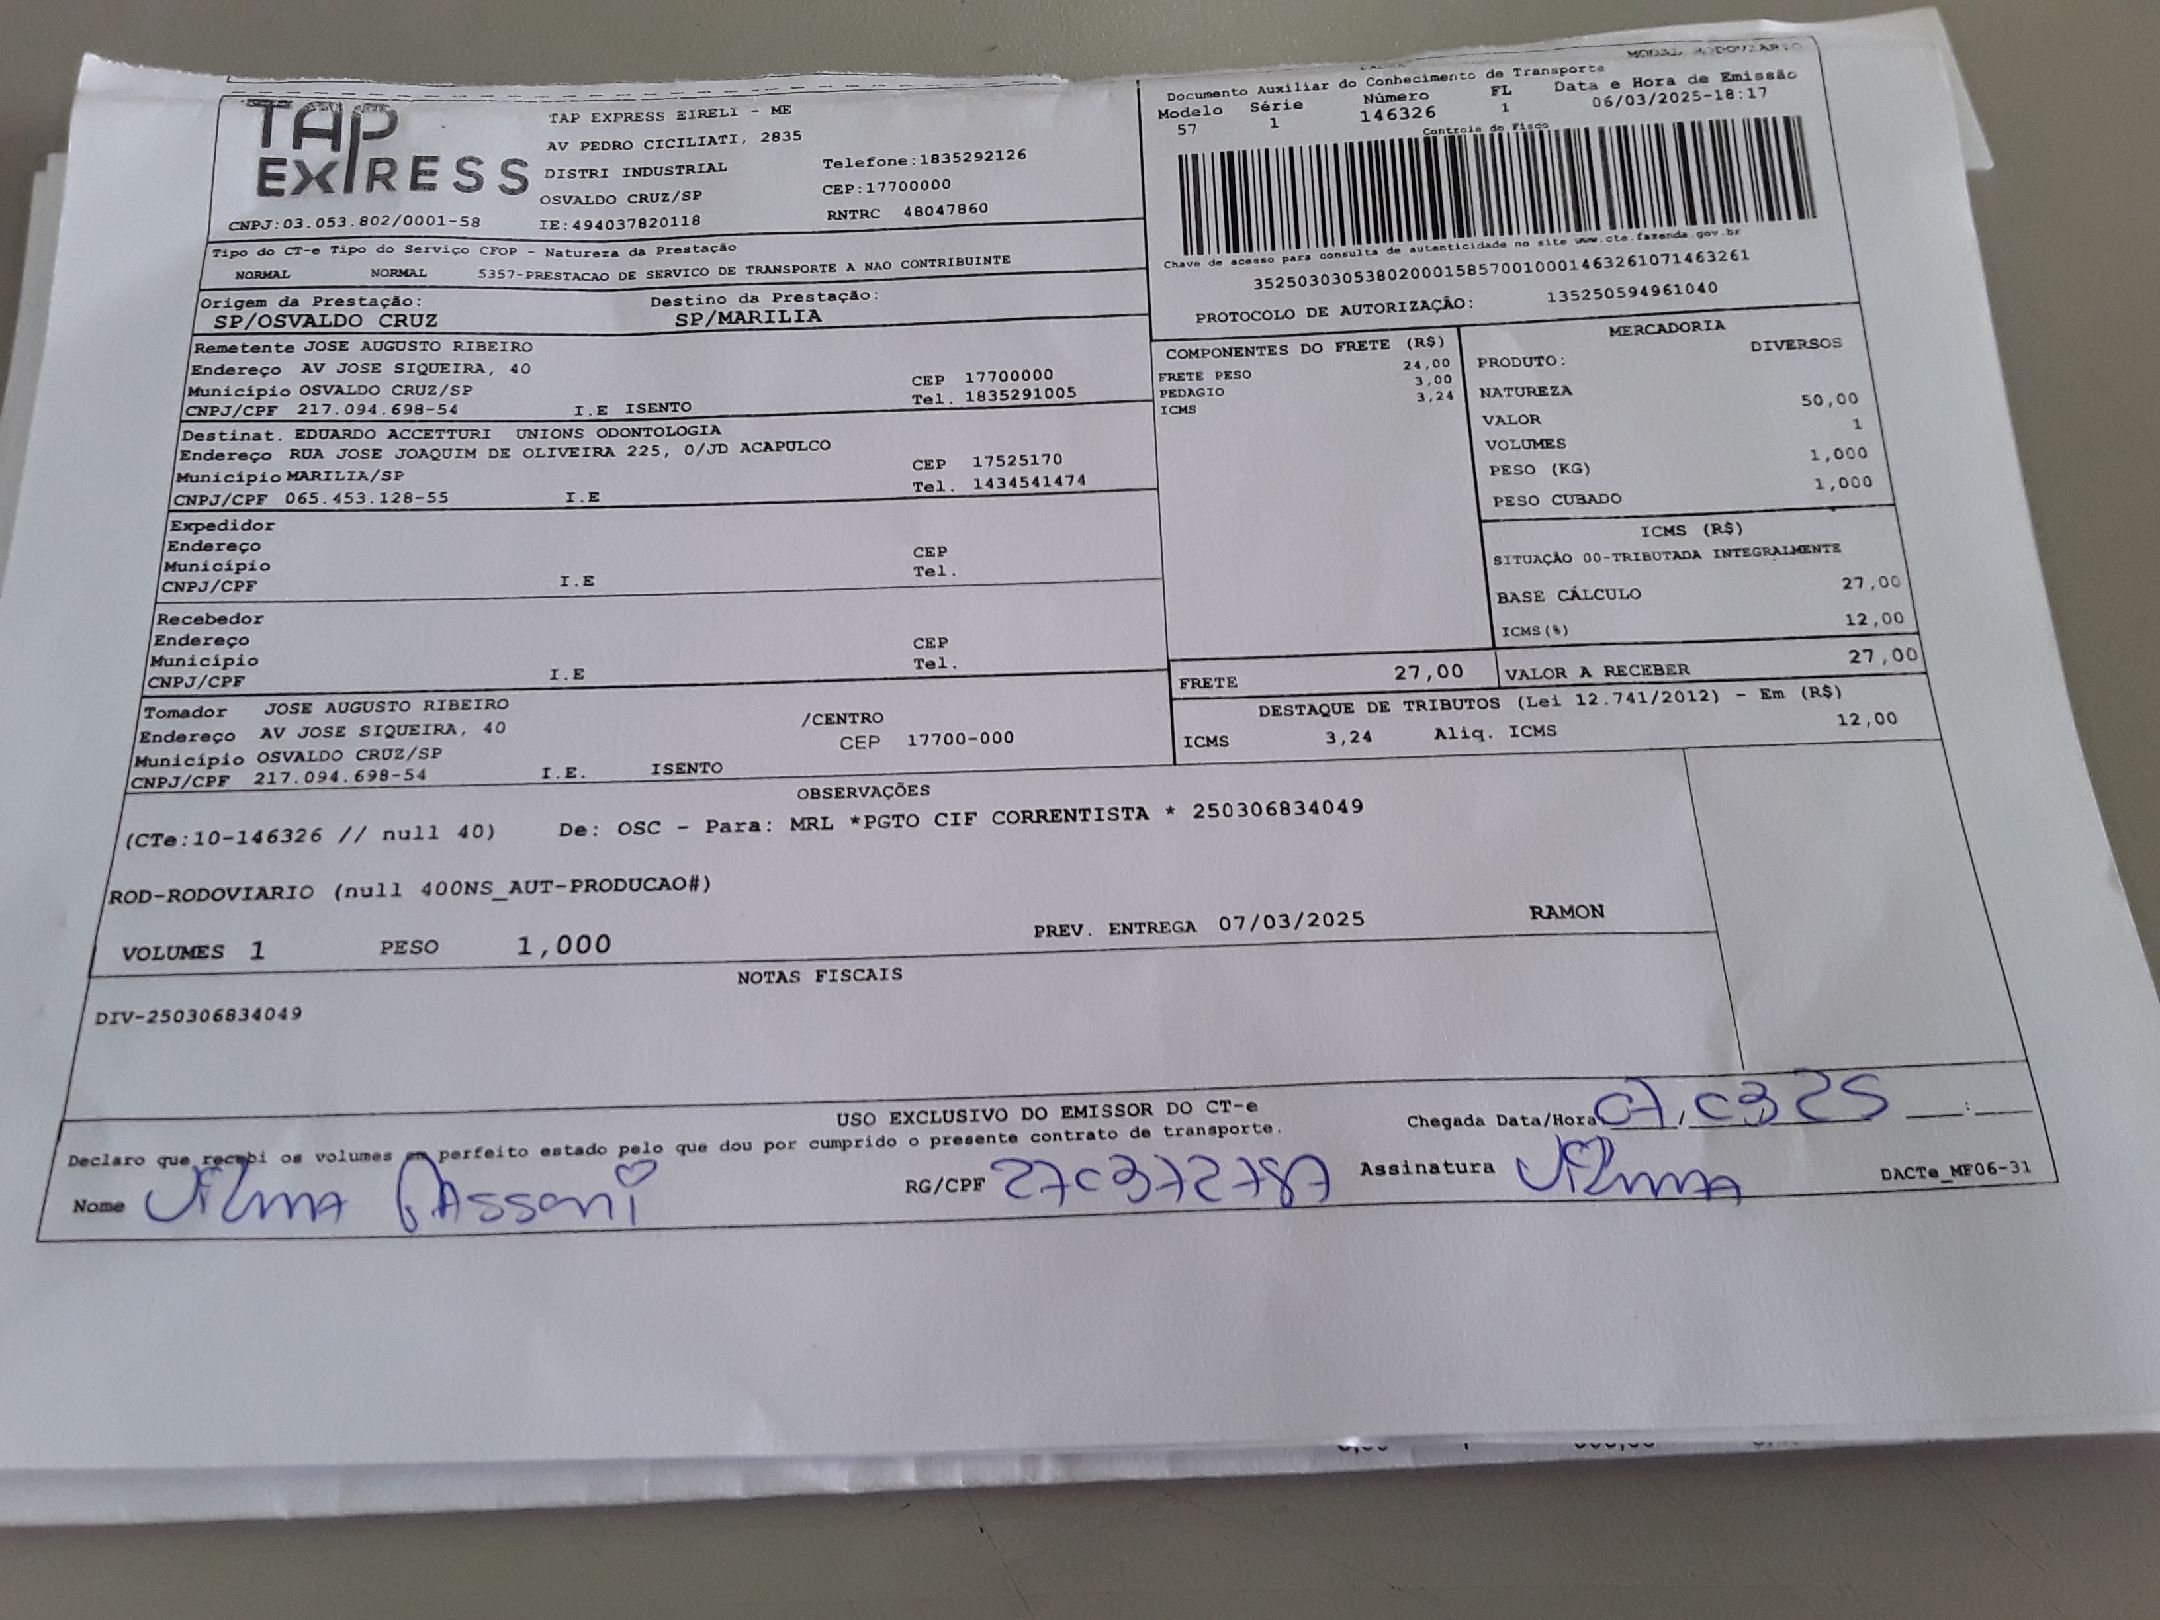 TAP
EXPRESS
CNPJ:03.053.802/0001-58
TAP EXPRESS EIRELI - ME
AV PEDRO CICILIATI, 2835
DISTRI INDUSTRIAL
OSVALDO CRUZ/SP
IE:494037820118
Telefone:1835292126
CEP:17700000
RNTRC 48047860
MODAL RODOVIARIO
Documento Auxiliar do Conhecimento de Transporte
Modelo Série Número FL Data e Hora de Emissão
57 1 146326 1 06/03/2025-18:17
Controle do Fisco
Chave de acesso para consulta de autenticidade no site www.cte.fazenda.gov.br
35250303053802000158570010001463261071463261
PROTOCOLO DE AUTORIZAÇÃO: 135250594961040
Tipo do CT-e Tipo do Serviço CFOP - Natureza da Prestação
NORMAL NORMAL 5357-PRESTACAO DE SERVICO DE TRANSPORTE A NAO CONTRIBUINTE
Origem da Prestação: Destino da Prestação:
SP/OSVALDO CRUZ SP/MARILIA
Remetente JOSE AUGUSTO RIBEIRO
Endereço AV JOSE SIQUEIRA, 40
Município OSVALDO CRUZ/SP CEP 17700000
CNPJ/CPF 217.094.698-54 I.E ISENTO Tel. 1835291005
Destinat. EDUARDO ACCETTURI UNIONS ODONTOLOGIA
Endereço RUA JOSE JOAQUIM DE OLIVEIRA 225, 0/JD ACAPULCO
Município MARILIA/SP CEP 17525170
CNPJ/CPF 065.453.128-55 I.E Tel. 1434541474
Expedidor
Endereço
Município CEP
CNPJ/CPF I.E Tel.
Recebedor
Endereço
Município CEP
CNPJ/CPF I.E Tel.
Tomador JOSE AUGUSTO RIBEIRO
Endereço AV JOSE SIQUEIRA, 40 /CENTRO
Município OSVALDO CRUZ/SP CEP 17700-000
CNPJ/CPF 217.094.698-54 I.E. ISENTO
COMPONENTES DO FRETE (R$)
FRETE PESO 24,00
PEDAGIO 3,00
ICMS 3,24
MERCADORIA
PRODUTO: DIVERSOS
NATUREZA
VALOR 50,00
VOLUMES 1
PESO (KG) 1,000
PESO CUBADO 1,000
ICMS (R$)
SITUAÇÃO 00-TRIBUTADA INTEGRALMENTE
BASE CÁLCULO 27,00
ICMS(%) 12,00
FRETE 27,00 VALOR A RECEBER 27,00
DESTAQUE DE TRIBUTOS (Lei 12.741/2012) - Em (R$)
ICMS 3,24 Aliq. ICMS 12,00
OBSERVAÇÕES
(CTe:10-146326 // null 40) De: OSC - Para: MRL *PGTO CIF CORRENTISTA * 250306834049
ROD-RODOVIARIO (null 400NS_AUT-PRODUCAO#)
VOLUMES 1 PESO 1,000 PREV. ENTREGA 07/03/2025 RAMON
NOTAS FISCAIS
DIV-250306834049
USO EXCLUSIVO DO EMISSOR DO CT-e
Declaro que recebi os volumes em perfeito estado pelo que dou por cumprido o presente contrato de transporte.
Chegada Data/Hora 07/03 25 __:__
Nome Vilma Passoni RG/CPF 270372787 Assinatura Vilma DACTe_MF06-31